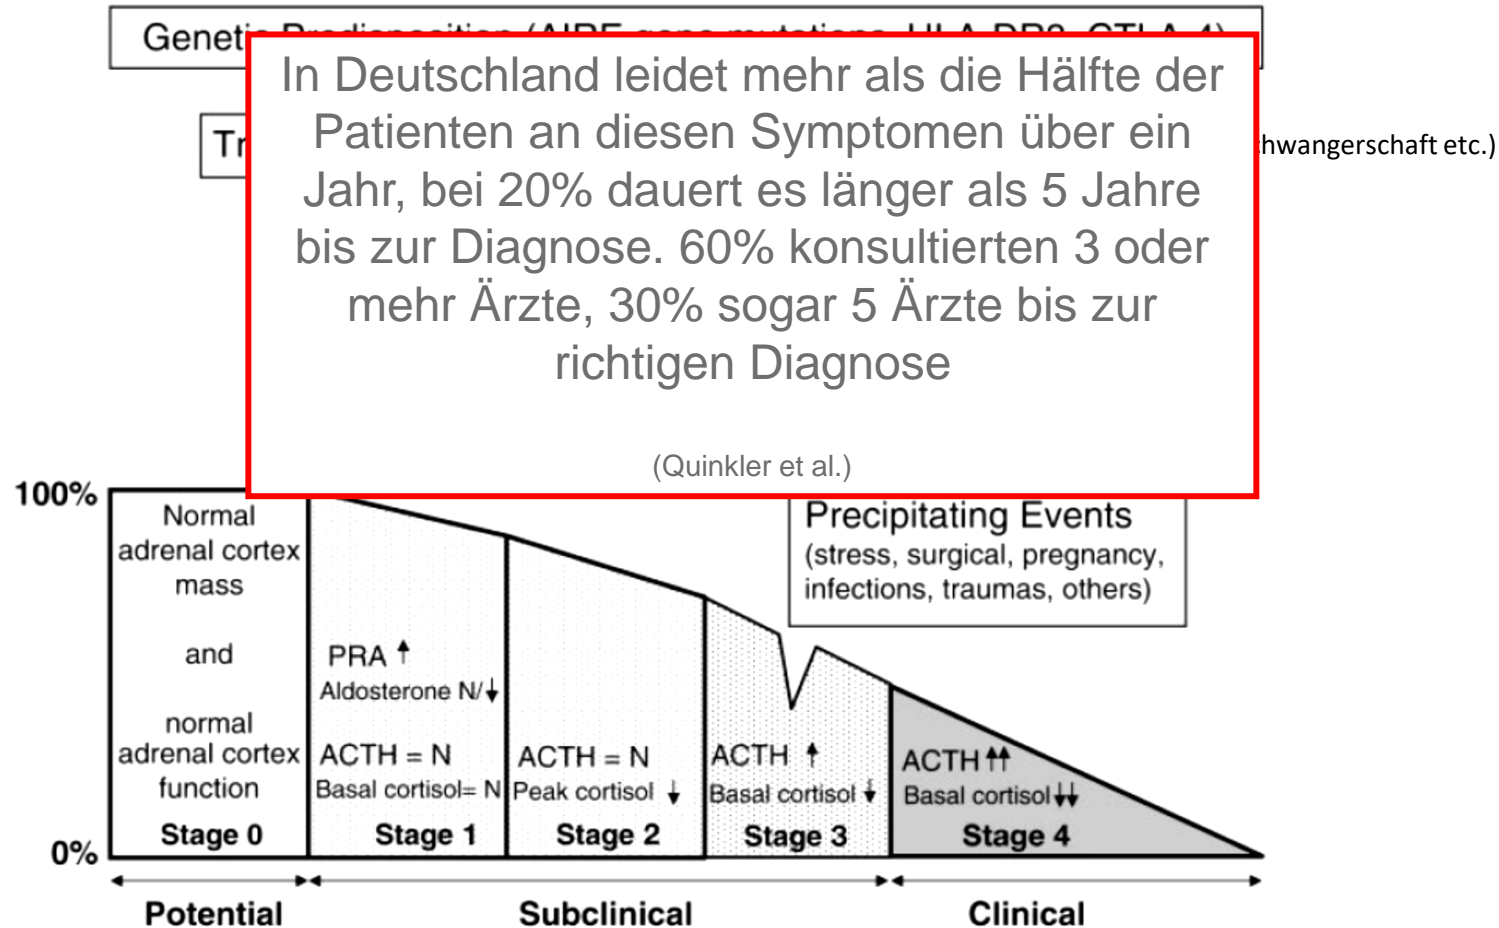 In Deutschland leidet mehr als die Hälfte der
Patienten an diesen Symptomen über ein
Jahr, bei 20% dauert es länger als 5 Jahre
bis zur Diagnose. 60% konsultierten 3 oder
mehr Ärzte, 30% sogar 5 Ärzte bis zur
richtigen Diagnose
(Quinkler et al.)
etc.)
100%
Normal
adrenal cortex
mass
and
normal
adrenal cortex
function
Stage 0
PRA ↑
Aldosterone N/↓
ACTH = N
Basal cortisol= N
Stage 1
ACTH = N
Peak cortisol ↓
Stage 2
Precipitating Events
(stress, surgical, pregnancy,
infections, traumas, others)
ACTH ↑
Basal cortisol ↓
Stage 3
ACTH ↑↑
Basal cortisol ↓↓
Stage 4
0%
Potential
Subclinical
Clinical